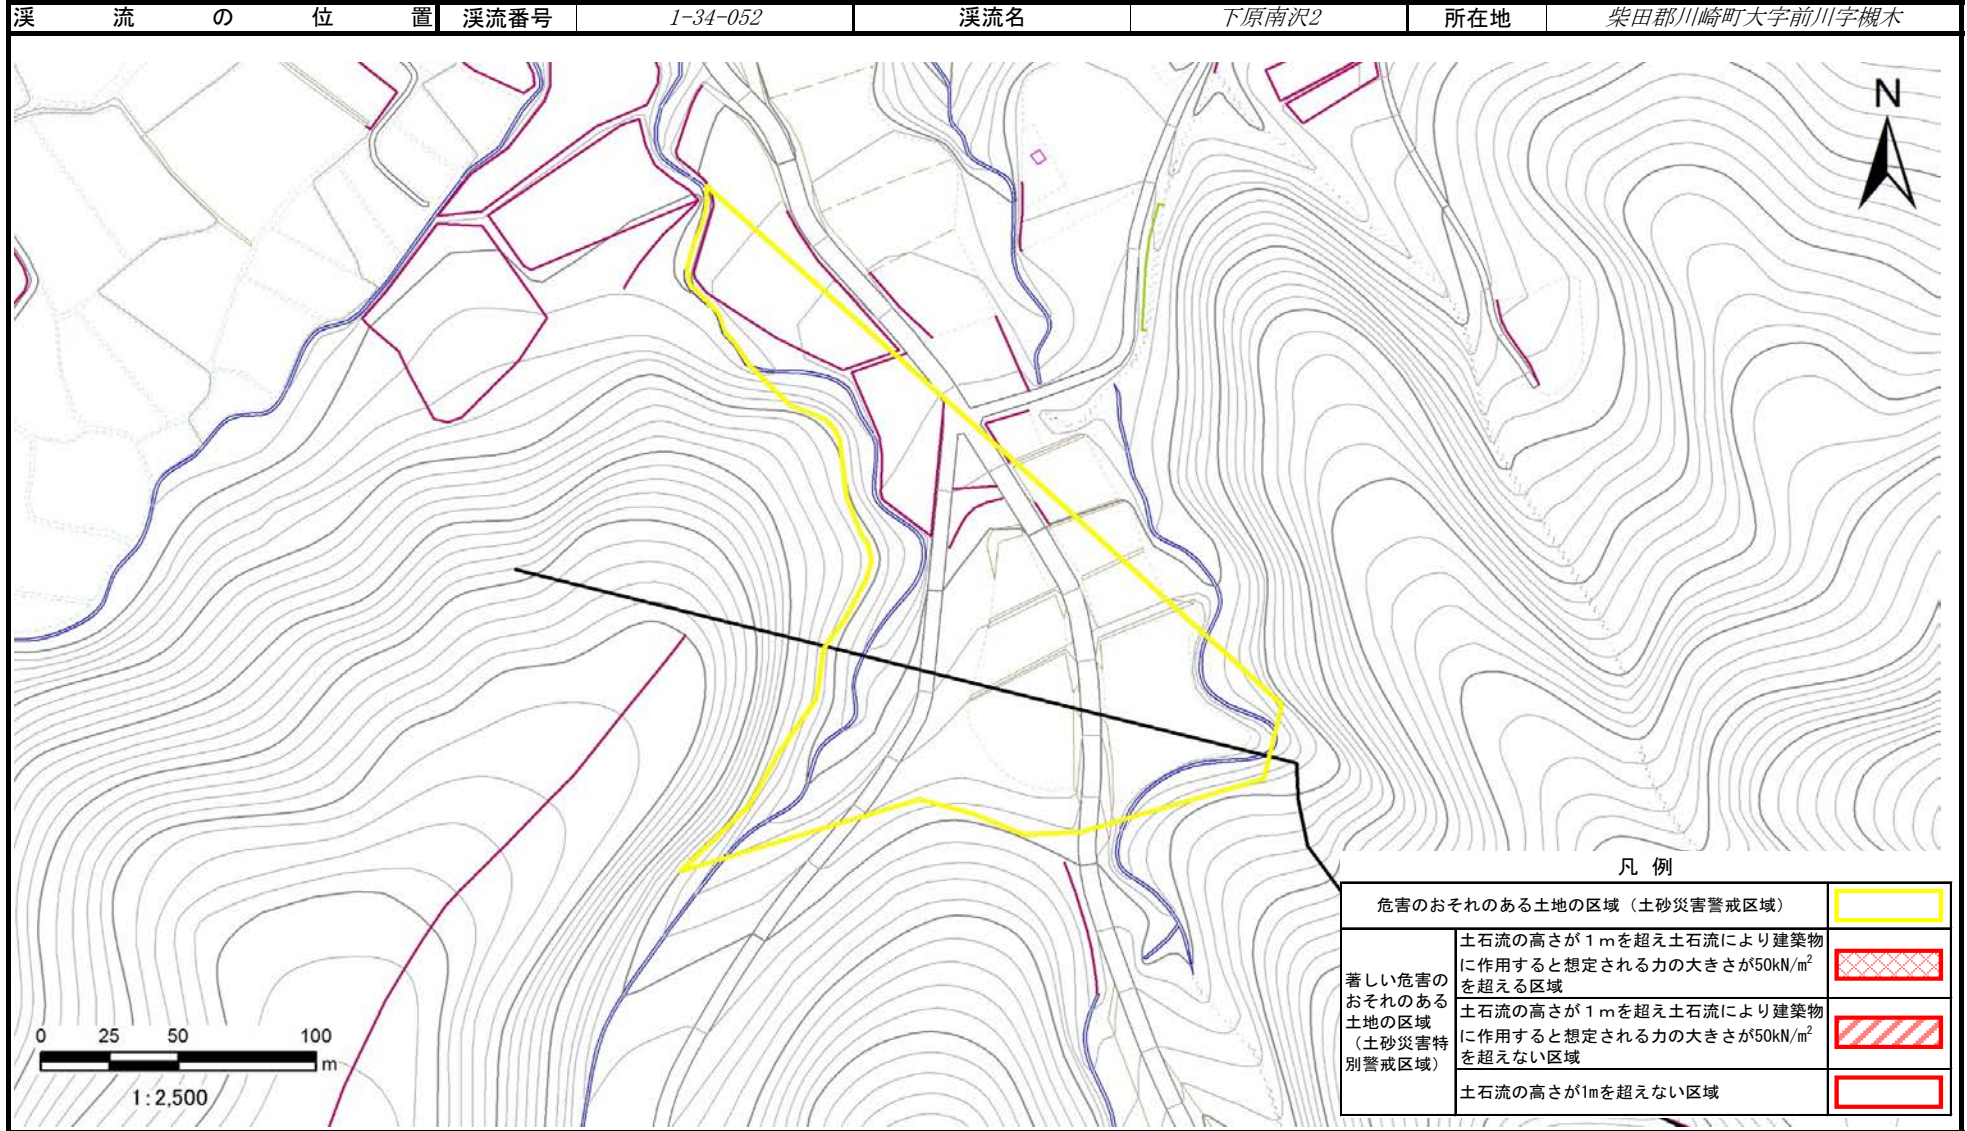 渓流の位置 渓流番号 1-34-052 渓流名 下原南沢2 所在地 柴田郡川崎町大字前川字槻木
N
凡 例
危害のおそれのある土地の区域（土砂災害警戒区域）
著しい危害の
おそれのある
土地の区域
（土砂災害特
別警戒区域）
土石流の高さが１ｍを超え土石流により建築物
に作用すると想定される力の大きさが50kN/m²
を超える区域
土石流の高さが１ｍを超え土石流により建築物
に作用すると想定される力の大きさが50kN/m²
を超えない区域
土石流の高さが1mを超えない区域
0 25 50 100
m
1:2,500